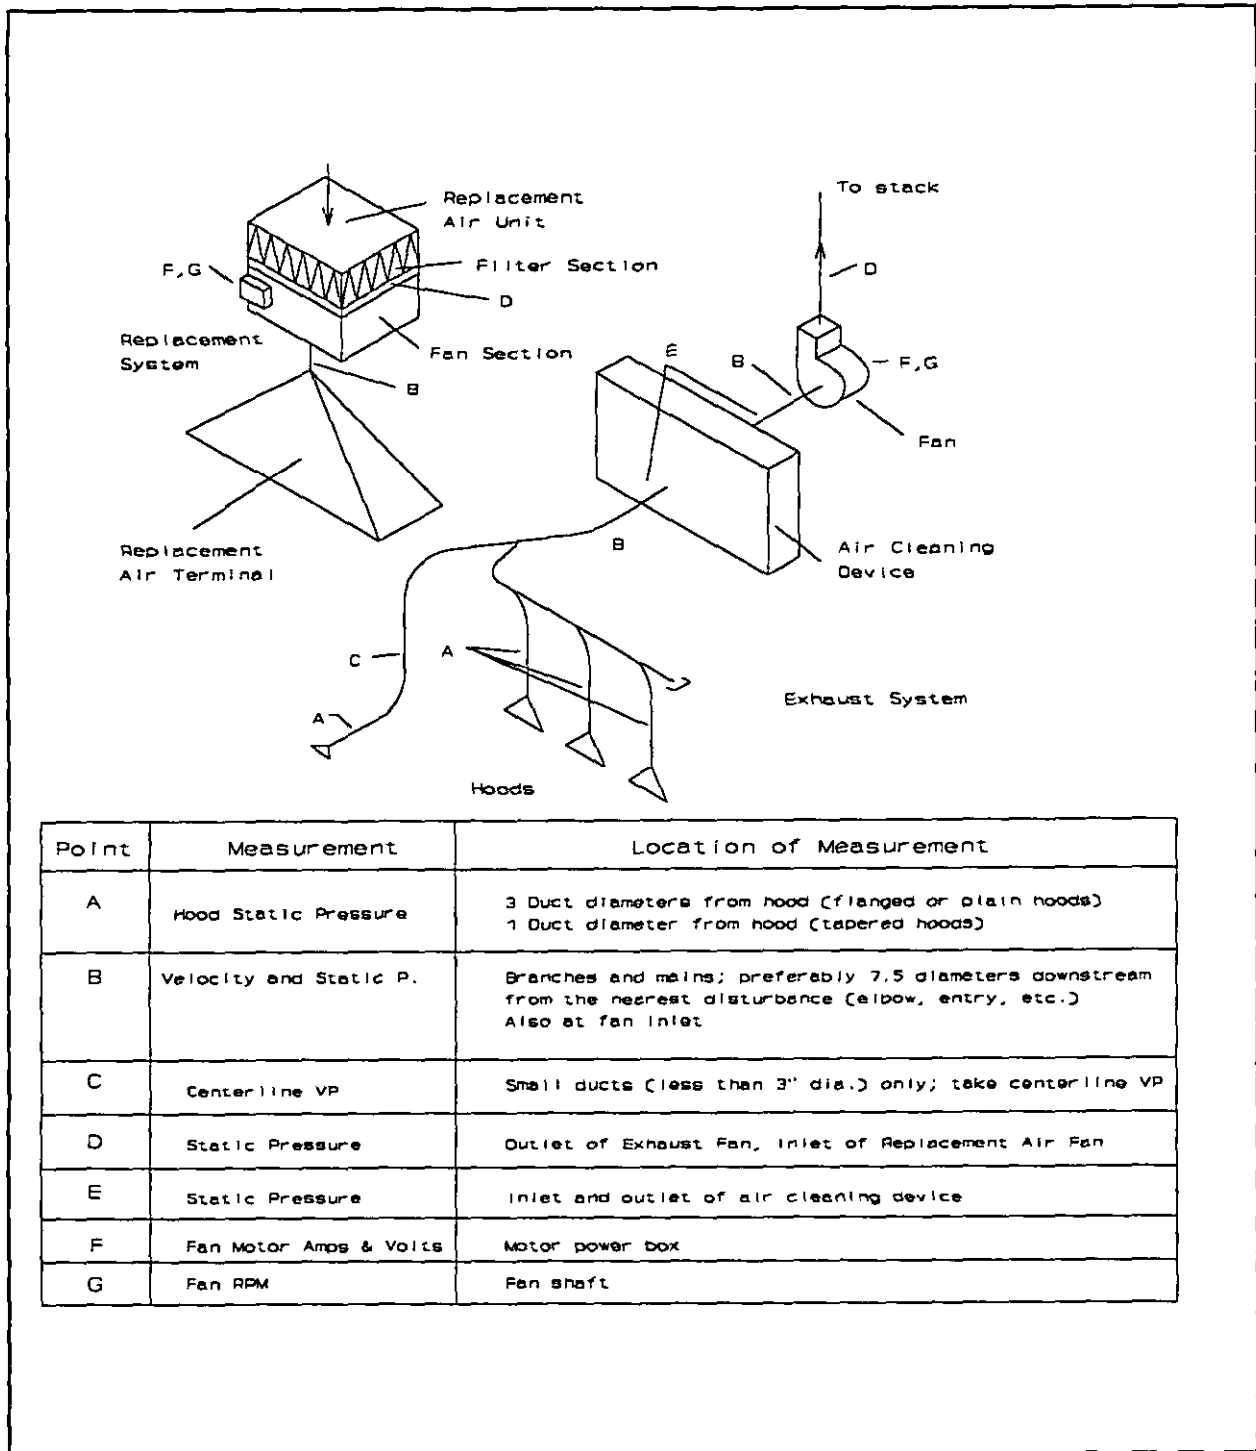 To stack
Replacement
Air Unit
F,G
Filter Section
D
D
Replacement
System
Fan Section
E
B
F,G
B
Fan
Replacement
Air Terminal
B
Air Cleaning
Device
C
A
Exhaust System
A
Hoods
Point Measurement Location of Measurement
A Hood Static Pressure 3 Duct diameters from hood (flanged or plain hoods)
1 Duct diameter from hood (tapered hoods)
B Velocity and Static P. Branches and mains; preferably 7.5 diameters downstream
from the nearest disturbance (elbow, entry, etc.)
Also at fan inlet
C Centerline VP Small ducts (less than 3" dia.) only; take centerline VP
D Static Pressure Outlet of Exhaust Fan, Inlet of Replacement Air Fan
E Static Pressure Inlet and outlet of air cleaning device
F Fan Motor Amps & Volts Motor power box
G Fan RPM Fan shaft